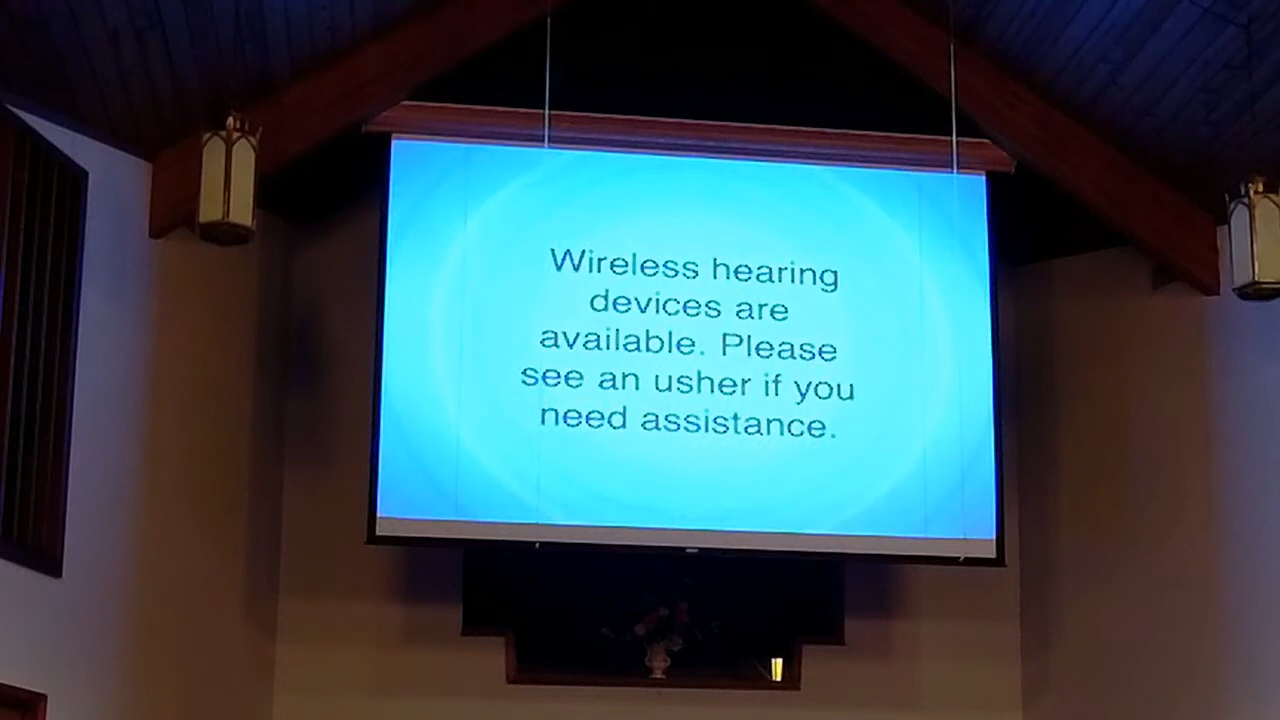 Wireless hearing
devices are
available. Please
see an usher if you
need assistance.